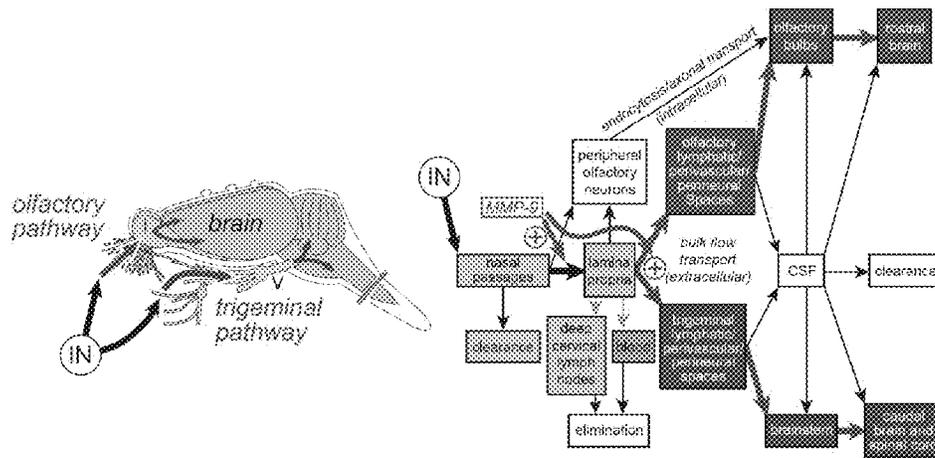 olfactory
pathway
brain
trigeminal
pathway
V
IN
IN
MMP-9
nasal
passages
clearance
peripheral
olfactory
neurons
lamina
propria
deep
cervical
lymph
nodes
blood
elimination
endocytosis/axonal transport
(intracellular)
olfactory
lymphatic,
perivascular,
perineural
spaces
bulk flow
transport
(extracellular)
lymphatic,
perivascular,
perineural
spaces
olfactory
bulbs
rostral
brain
CSF
clearance
brainstem
caudal
brain and
spinal cord